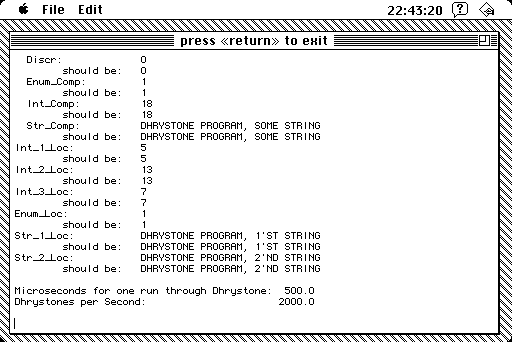 File Edit 22:43:20
press «return» to exit
Discr: 0
should be: 0
Enum_Comp: 1
should be: 1
Int_Comp: 18
should be: 18
Str_Comp: DHRYSTONE PROGRAM, SOME STRING
should be: DHRYSTONE PROGRAM, SOME STRING
Int_1_Loc: 5
should be: 5
Int_2_Loc: 13
should be: 13
Int_3_Loc: 7
should be: 7
Enum_Loc: 1
should be: 1
Str_1_Loc: DHRYSTONE PROGRAM, 1'ST STRING
should be: DHRYSTONE PROGRAM, 1'ST STRING
Str_2_Loc: DHRYSTONE PROGRAM, 2'ND STRING
should be: DHRYSTONE PROGRAM, 2'ND STRING
Microseconds for one run through Dhrystone: 500.0
Dhrystones per Second: 2000.0